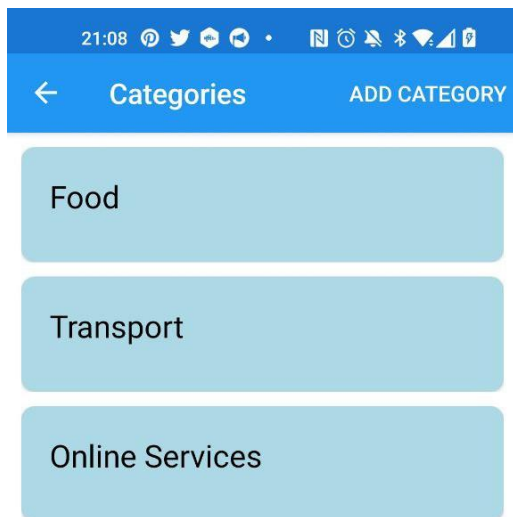 21:08
Categories ADD CATEGORY
Food
Transport
Online Services